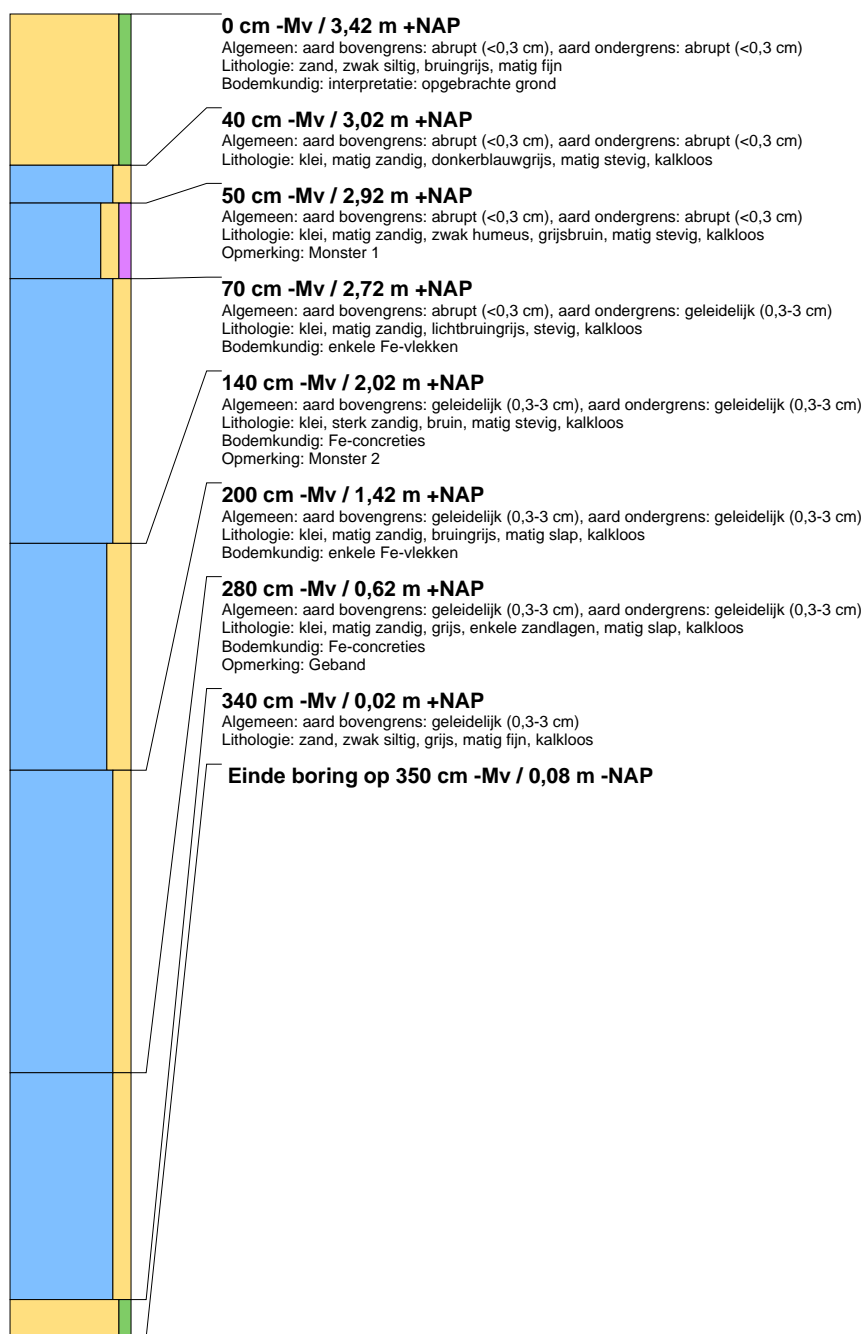 0 cm -Mv / 3,42 m +NAP
Algemeen: aard bovengrens: abrupt (<0,3 cm), aard ondergrens: abrupt (<0,3 cm)
Lithologie: zand, zwak siltig, bruingrijs, matig fijn
Bodemkundig: interpretatie: opgebrachte grond
40 cm -Mv / 3,02 m +NAP
Algemeen: aard bovengrens: abrupt (<0,3 cm), aard ondergrens: abrupt (<0,3 cm)
Lithologie: klei, matig zandig, donkerblauwgrijs, matig stevig, kalkloos
50 cm -Mv / 2,92 m +NAP
Algemeen: aard bovengrens: abrupt (<0,3 cm), aard ondergrens: abrupt (<0,3 cm)
Lithologie: klei, matig zandig, zwak humeus, grijsbruin, matig stevig, kalkloos
Opmerking: Monster 1
70 cm -Mv / 2,72 m +NAP
Algemeen: aard bovengrens: abrupt (<0,3 cm), aard ondergrens: geleidelijk (0,3-3 cm)
Lithologie: klei, matig zandig, lichtbruingrijs, stevig, kalkloos
Bodemkundig: enkele Fe-vlekken
140 cm -Mv / 2,02 m +NAP
Algemeen: aard bovengrens: geleidelijk (0,3-3 cm), aard ondergrens: geleidelijk (0,3-3 cm)
Lithologie: klei, sterk zandig, bruin, matig stevig, kalkloos
Bodemkundig: Fe-concreties
Opmerking: Monster 2
200 cm -Mv / 1,42 m +NAP
Algemeen: aard bovengrens: geleidelijk (0,3-3 cm), aard ondergrens: geleidelijk (0,3-3 cm)
Lithologie: klei, matig zandig, bruingrijs, matig slap, kalkloos
Bodemkundig: enkele Fe-vlekken
280 cm -Mv / 0,62 m +NAP
Algemeen: aard bovengrens: geleidelijk (0,3-3 cm), aard ondergrens: geleidelijk (0,3-3 cm)
Lithologie: klei, matig zandig, grijs, enkele zandlagen, matig slap, kalkloos
Bodemkundig: Fe-concreties
Opmerking: Geband
340 cm -Mv / 0,02 m +NAP
Algemeen: aard bovengrens: geleidelijk (0,3-3 cm)
Lithologie: zand, zwak siltig, grijs, matig fijn, kalkloos
Einde boring op 350 cm -Mv / 0,08 m -NAP